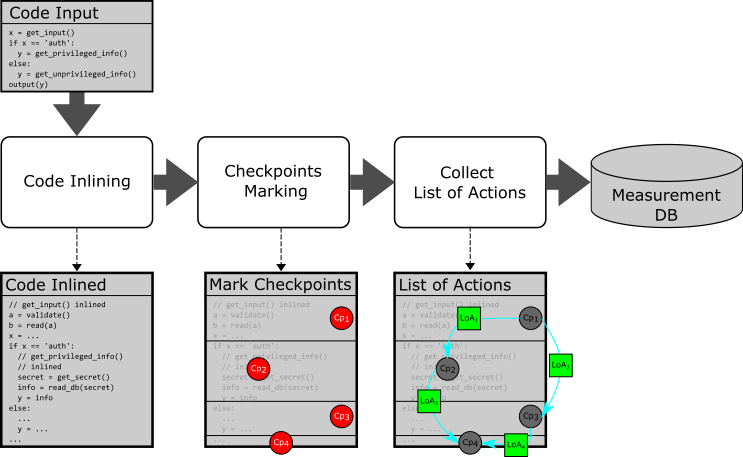 Code Input
x = get_input()
if x == 'auth':
  y = get_privileged_info()
else:
  y = get_unprivileged_info()
output(y)
Code Inlining
Checkpoints
Marking
Collect
List of Actions
Measurement
DB
Code Inlined
// get_input() inlined
a = validate()
b = read(a)
x = ...
if x == 'auth':
  // get_privileged_info()
  // inlined
  secret = get_secret()
  info = read_db(secret)
  y = info
else:
  ...
  y = ...
...
Mark Checkpoints
// get_input() inlined
a = validate()
Cp1
b = read(a)
x = ...
if x == 'auth':
  // get_privileged_info()
  // inlined
Cp2
  secret = get_secret()
  info = read_db(secret)
  y = info
else:
  ...
Cp3
  y = ...
...
Cp4
List of Actions
// get_input() inlined
a = validate()
LoA1
Cp1
b = read(a)
x = ...
if x == 'auth':
  // get_privileged_info()
  // inlined
LoA2
Cp2
  secret = get_secret()
  info = read_db(secret)
  y = info
LoA3
else:
  ...
Cp3
  y = ...
...
Cp4
LoA4